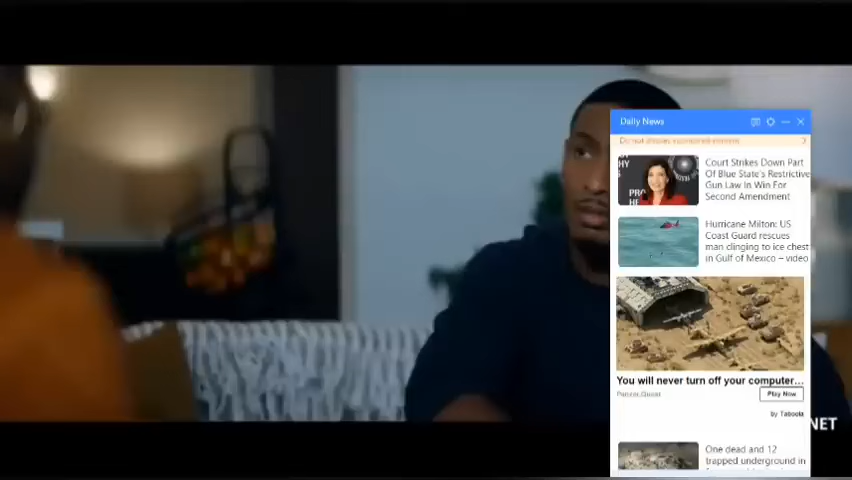 Daily News
Court Strikes Down Part
Of Blue State's Restrictive
Gun Law In Win For
Second Amendment
Hurricane Milton: US
Coast Guard rescues
man clinging to ice chest
in Gulf of Mexico – video
You will never turn off your computer...
Panzer Quest
Play Now
by Taboola
NET
One dead and 12
trapped underground in